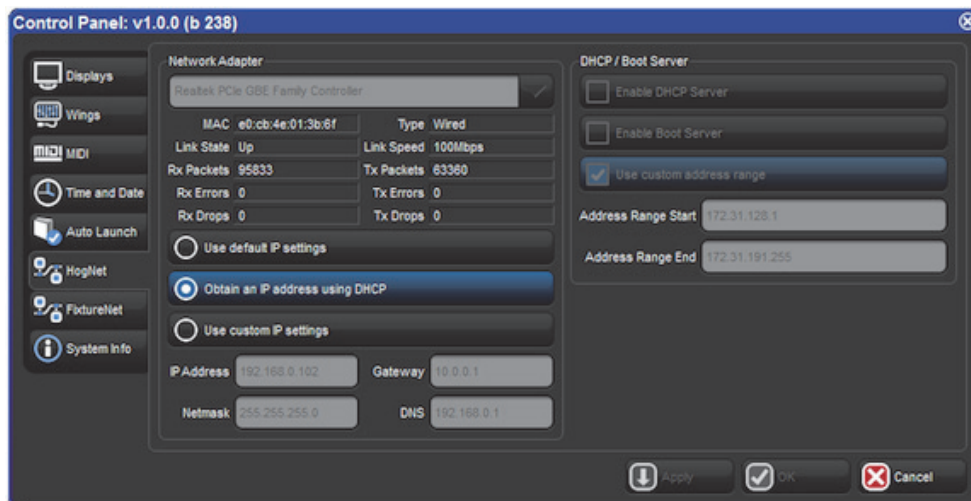 Control Panel: v1.0.0 (b 238)
Displays
Wings
MIDI MIDI
Time and Date
Auto Launch
HogNet
FixtureNet
System Info
Network Adapter
Realtek PCIe GBE Family Controller
MAC e0:cb:4e:01:3b:6f Type Wired
Link State Up Link Speed 100Mbps
Rx Packets 95833 Tx Packets 63360
Rx Errors 0 Tx Errors 0
Rx Drops 0 Tx Drops 0
Use default IP settings
Obtain an IP address using DHCP
Use custom IP settings
IP Address 192.168.0.102 Gateway 10.0.0.1
Netmask 255.255.255.0 DNS 192.168.0.1
DHCP / Boot Server
Enable DHCP Server
Enable Boot Server
Use custom address range
Address Range Start 172.31.128.1
Address Range End 172.31.191.255
Apply OK Cancel